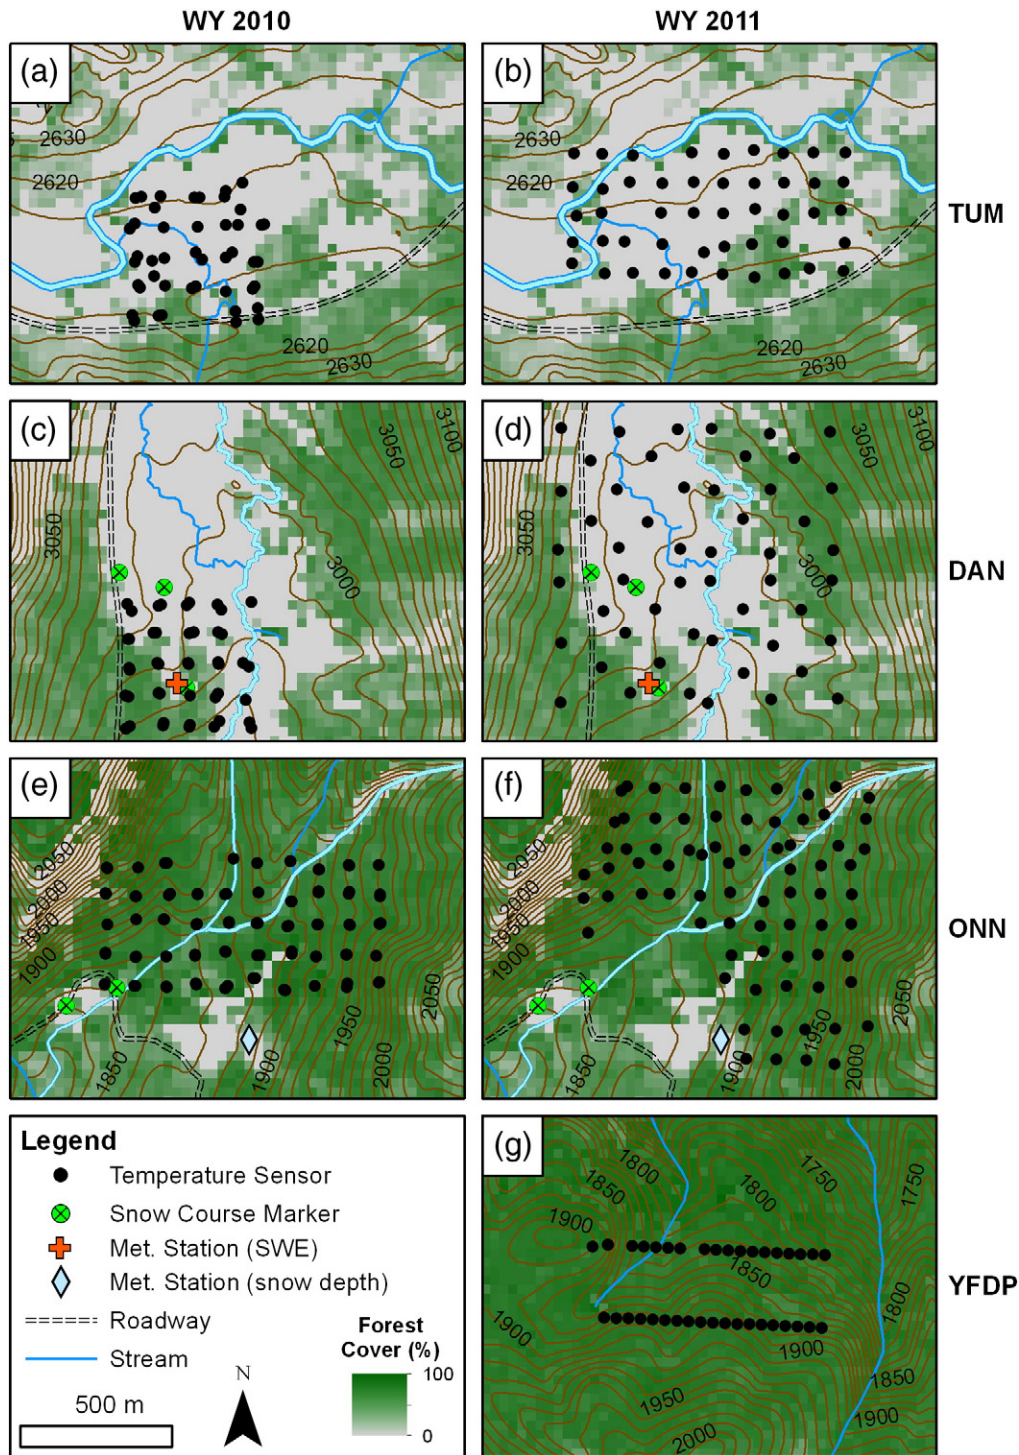 WY 2010
WY 2011
(a)
2630
2620
2620
2630
(b)
2630
2620
2620
2630
TUM
(c)
3050
3100
3050
3000
(d)
3050
3100
3050
3000
DAN
(e)
2050
2000
1950
1900
1850
1900
1950
2000
2050
(f)
2050
2000
1950
1900
1850
1900
1950
2000
2050
ONN
Legend
Temperature Sensor
Snow Course Marker
Met. Station (SWE)
Met. Station (snow depth)
Roadway
Stream
500 m
N
Forest
Cover (%)
100
0
(g)
1800
1850
1900
1800
1750
1750
1850
1800
1900
1900
1850
1950
1900
2000
YFDP